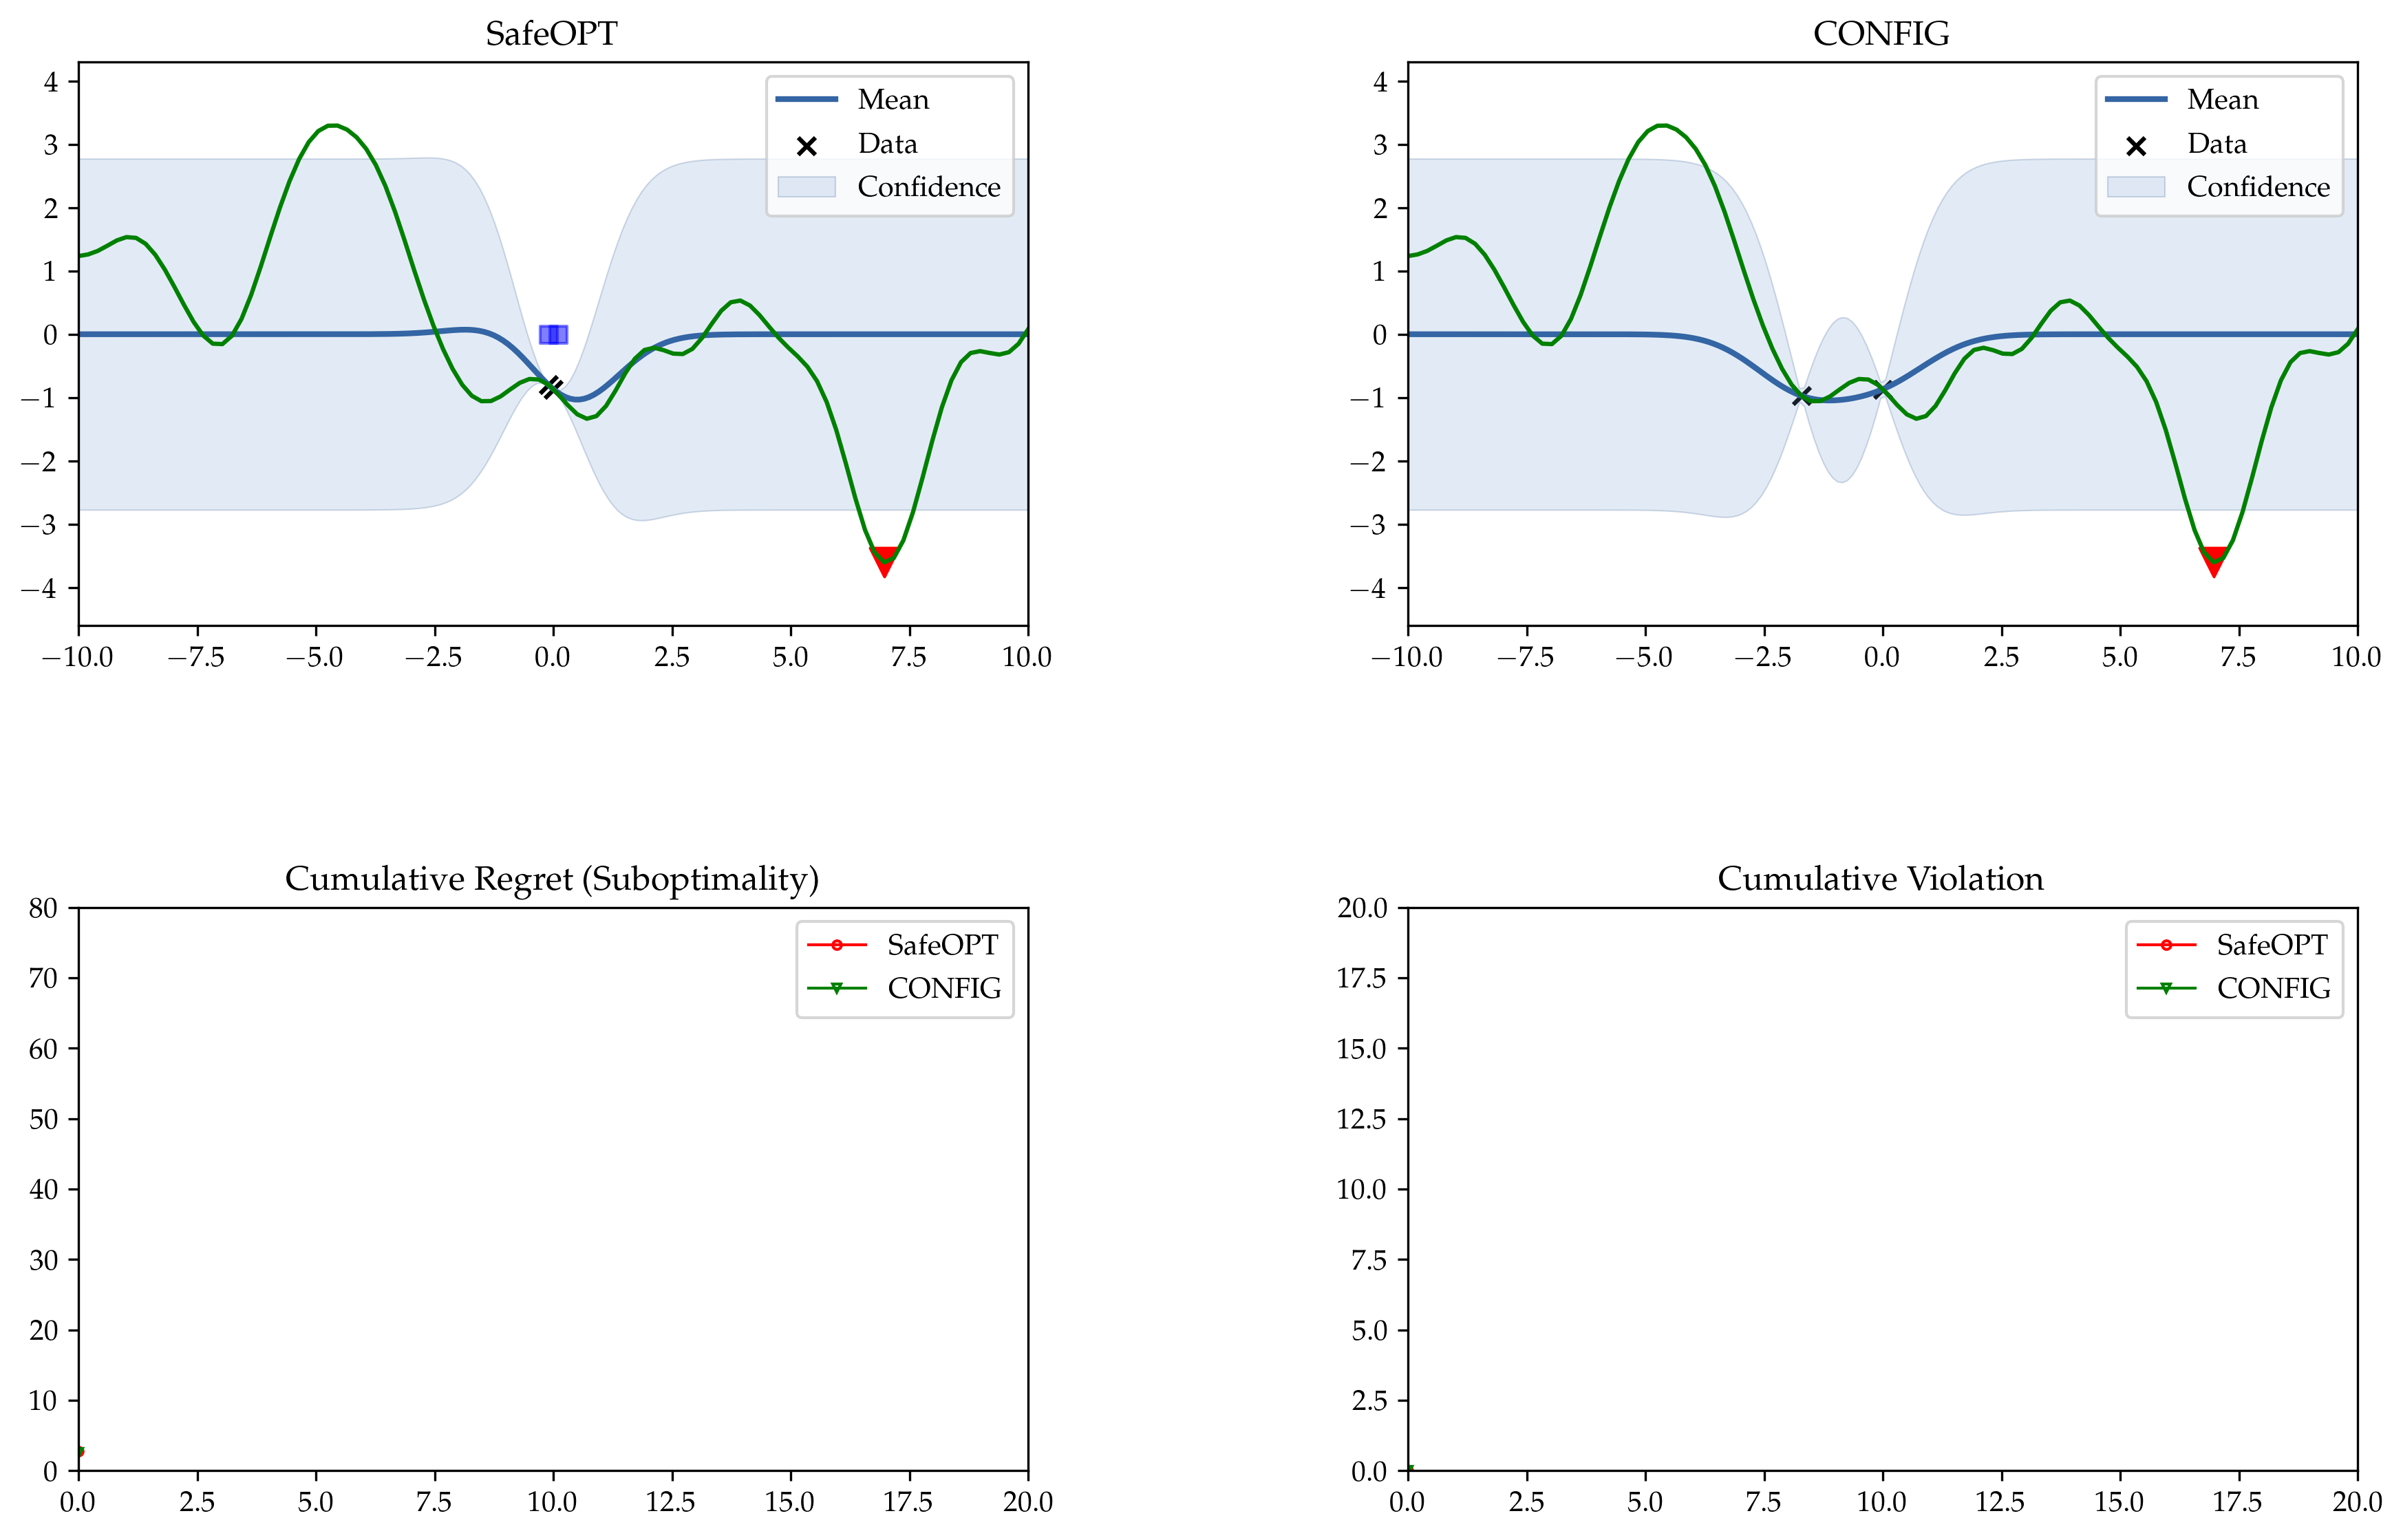 SafeOPT
4
3
2
1
0
−1
−2
−3
−4
−10.0 −7.5 −5.0 −2.5 0.0 2.5 5.0 7.5 10.0
Mean
Data
Confidence
CONFIG
4
3
2
1
0
−1
−2
−3
−4
−10.0 −7.5 −5.0 −2.5 0.0 2.5 5.0 7.5 10.0
Mean
Data
Confidence
Cumulative Regret (Suboptimality)
80
70
60
50
40
30
20
10
0
0.0 2.5 5.0 7.5 10.0 12.5 15.0 17.5 20.0
SafeOPT
CONFIG
Cumulative Violation
20.0
17.5
15.0
12.5
10.0
7.5
5.0
2.5
0.0
0.0 2.5 5.0 7.5 10.0 12.5 15.0 17.5 20.0
SafeOPT
CONFIG